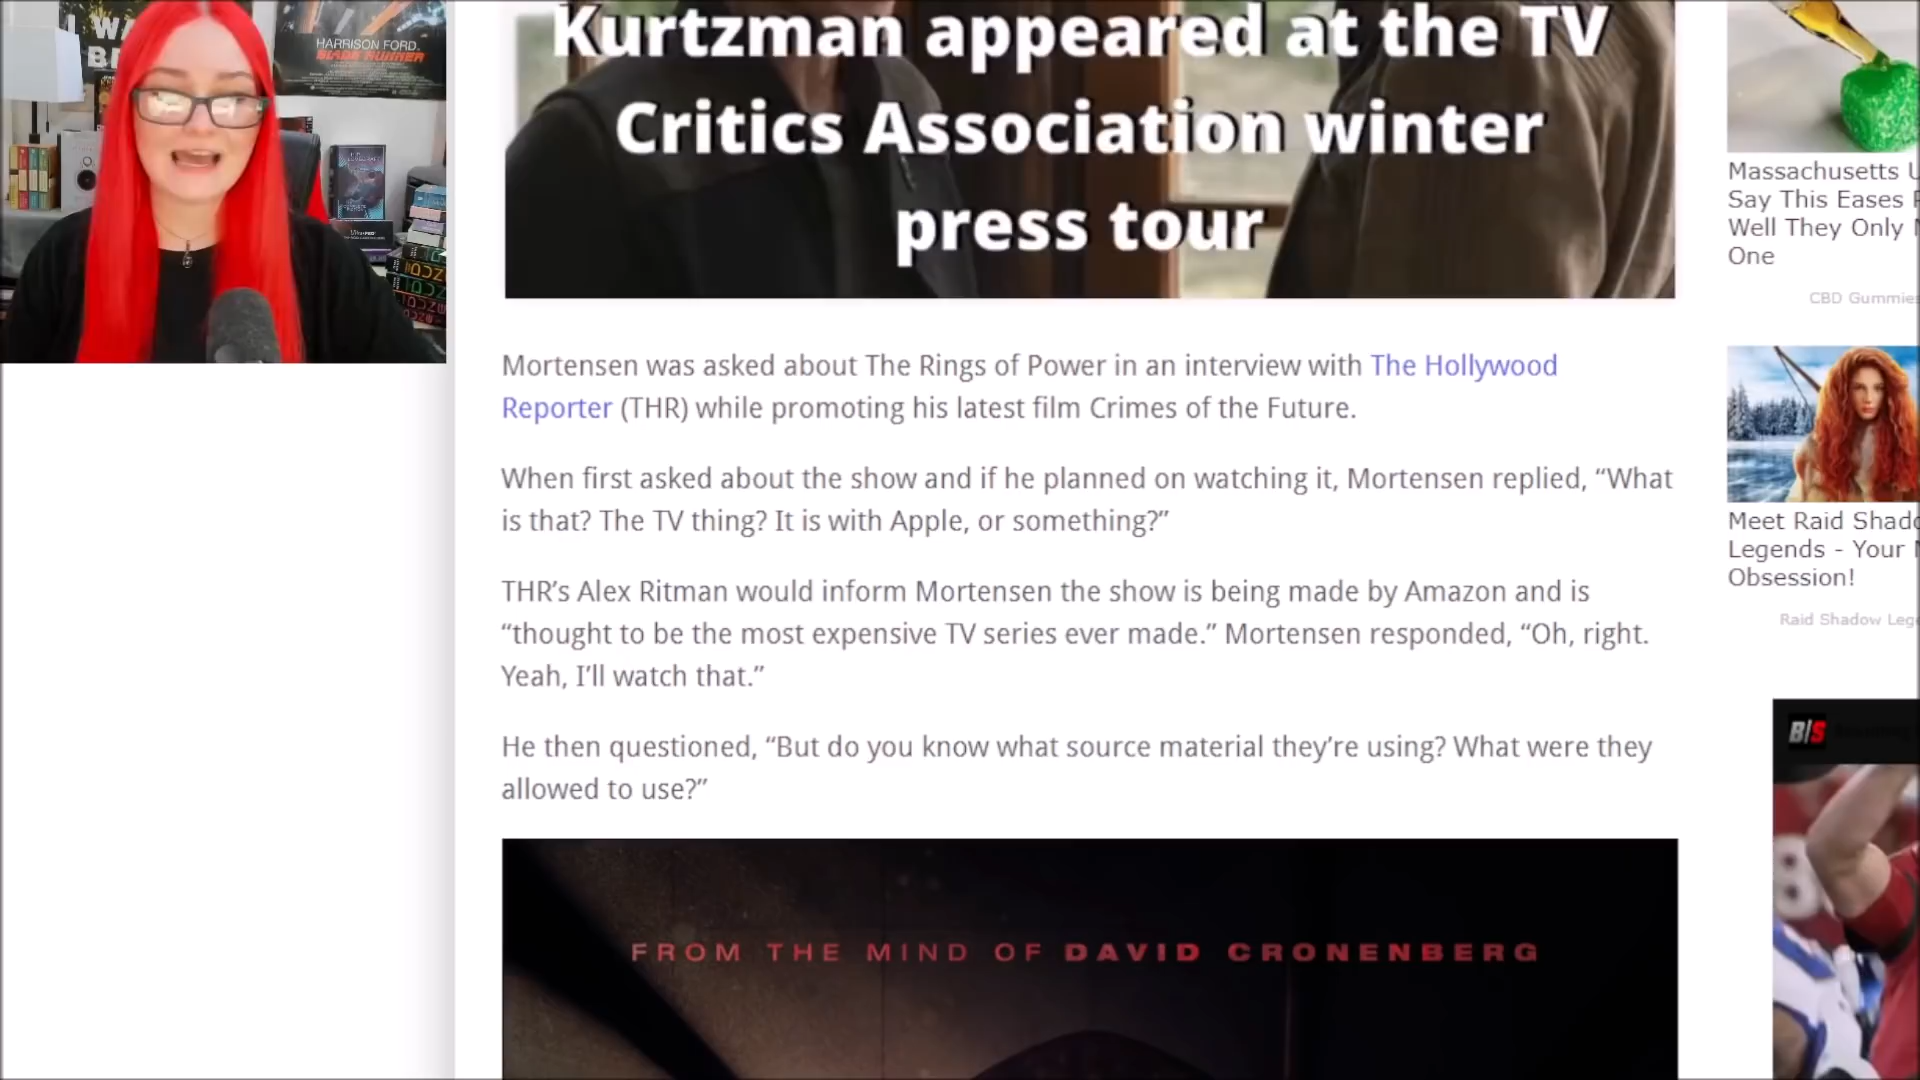 HARRISON FORD.
BLADE RUNNER
Kurtzman appeared at the TV
Critics Association winter
press tour
Mortensen was asked about The Rings of Power in an interview with The Hollywood
Reporter (THR) while promoting his latest film Crimes of the Future.
When first asked about the show and if he planned on watching it, Mortensen replied, “What
is that? The TV thing? It is with Apple, or something?”
THR’s Alex Ritman would inform Mortensen the show is being made by Amazon and is
“thought to be the most expensive TV series ever made.” Mortensen responded, “Oh, right.
Yeah, I’ll watch that.”
He then questioned, “But do you know what source material they’re using? What were they
allowed to use?”
FROM THE MIND OF DAVID CRONENBERG
Massachusetts
Say This Eases
Well They Only
One
CBD Gummies
Meet Raid Shado
Legends - Your
Obsession!
Raid Shadow Lege
B/S